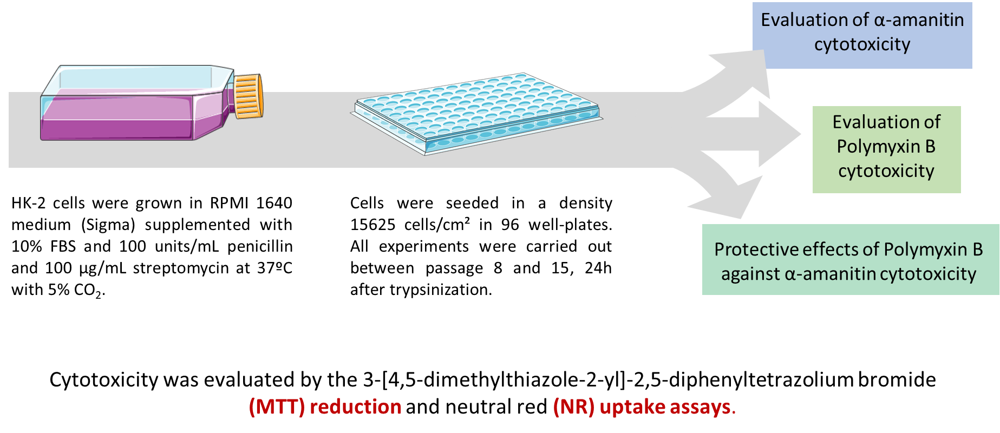 Evaluation of α-amanitin
cytotoxicity
Evaluation of
Polymyxin B
cytotoxicity
Protective effects of Polymyxin B
against α-amanitin cytotoxicity
HK-2 cells were grown in RPMI 1640
medium (Sigma) supplemented with
10% FBS and 100 units/mL penicillin
and 100 µg/mL streptomycin at 37ºC
with 5% CO₂.
Cells were seeded in a density
15625 cells/cm² in 96 well-plates.
All experiments were carried out
between passage 8 and 15, 24h
after trypsinization.
Cytotoxicity was evaluated by the 3-[4,5-dimethylthiazole-2-yl]-2,5-diphenyltetrazolium bromide
(MTT) reduction and neutral red (NR) uptake assays.